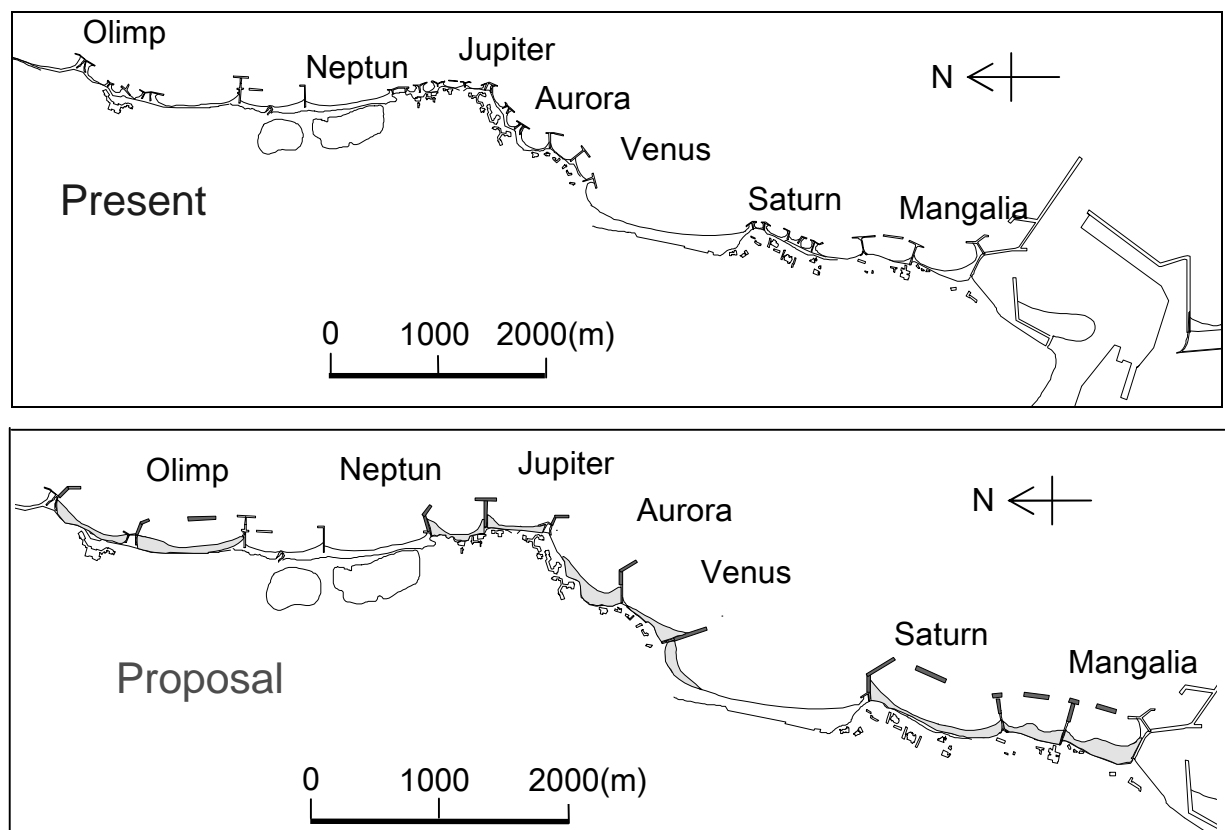 Olimp
Neptun
Jupiter
Aurora
Venus
Saturn
Mangalia
N
Present
0 1000 2000(m)
Olimp
Neptun
Jupiter
Aurora
Venus
Saturn
Mangalia
N
Proposal
0 1000 2000(m)